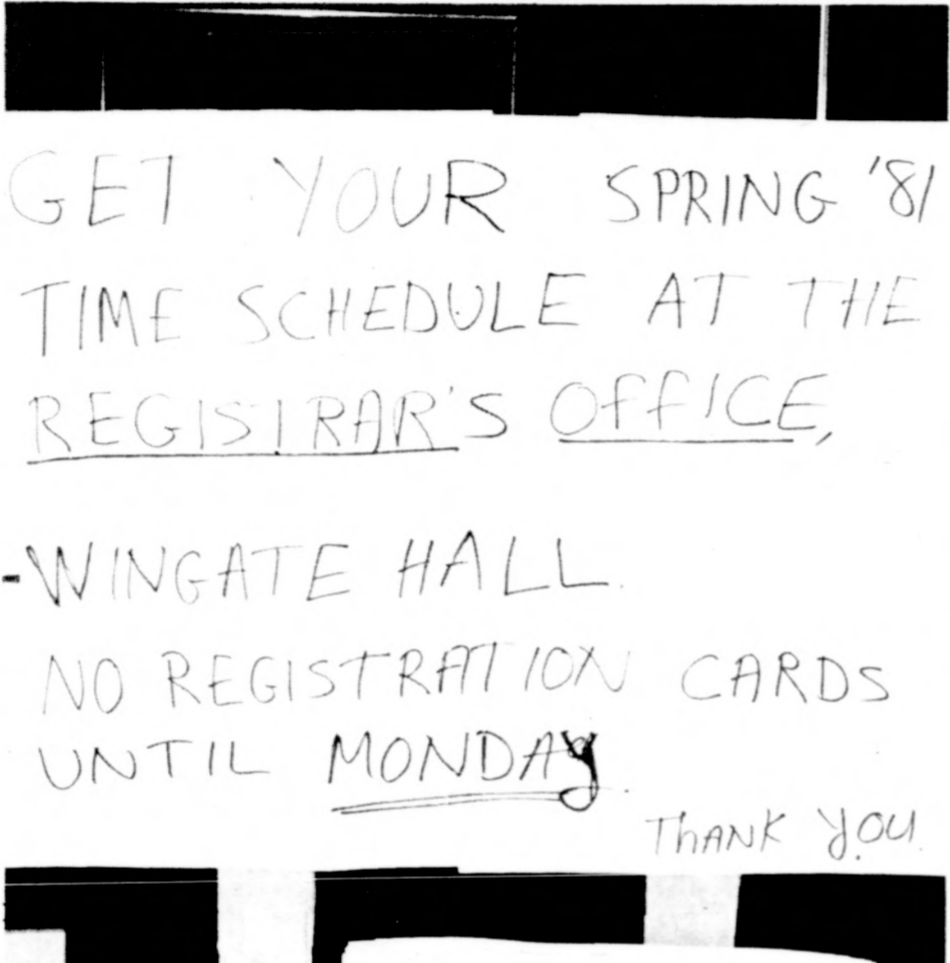 GET YOUR SPRING '81
TIME SCHEDULE AT THE
REGISTRAR'S OFFICE,
-WINGATE HALL.
NO REGISTRATION CARDS
UNTIL MONDAY.
THANK YOU.